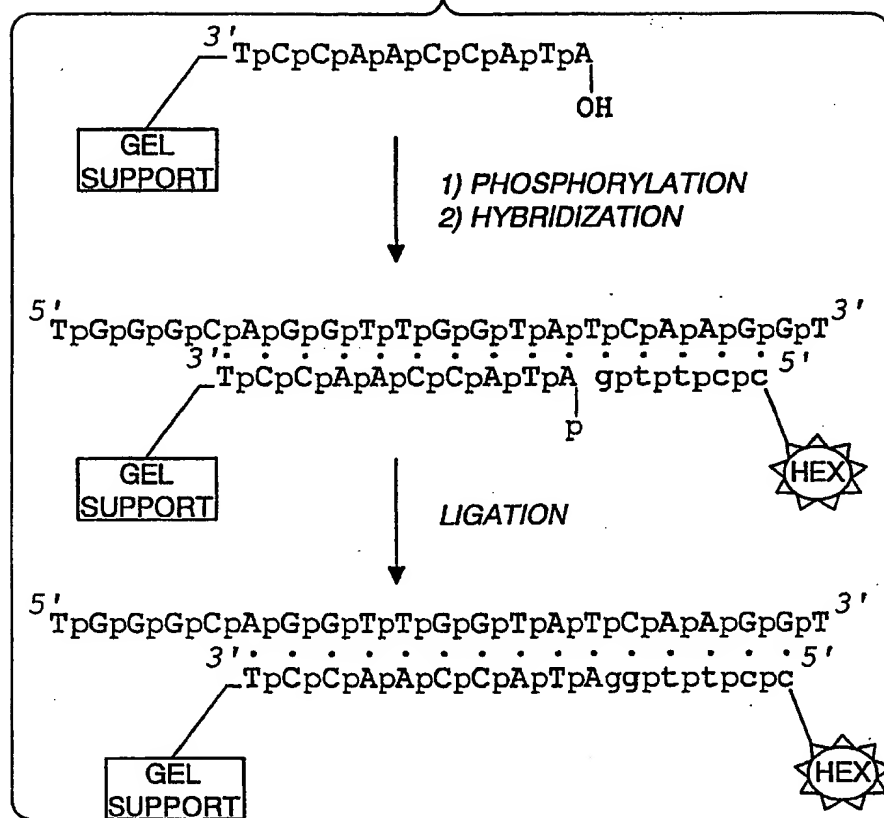 3' TpCpCpApApCpCpApTpA
OH
GEL
SUPPORT
1) PHOSPHORYLATION
2) HYBRIDIZATION
5' TpGpGpGpCpApGpGpTpTpGpGpTpApTpCpApApGpGpT 3'
3' TpCpCpApApCpCpApTpA gptptpcpc 5'
p
GEL
SUPPORT
HEX
LIGATION
5' TpGpGpGpCpApGpGpTpTpGpGpTpApTpCpApApGpGpT 3'
3' TpCpCpApApCpCpApTpAggptptpcpc 5'
GEL
SUPPORT
HEX